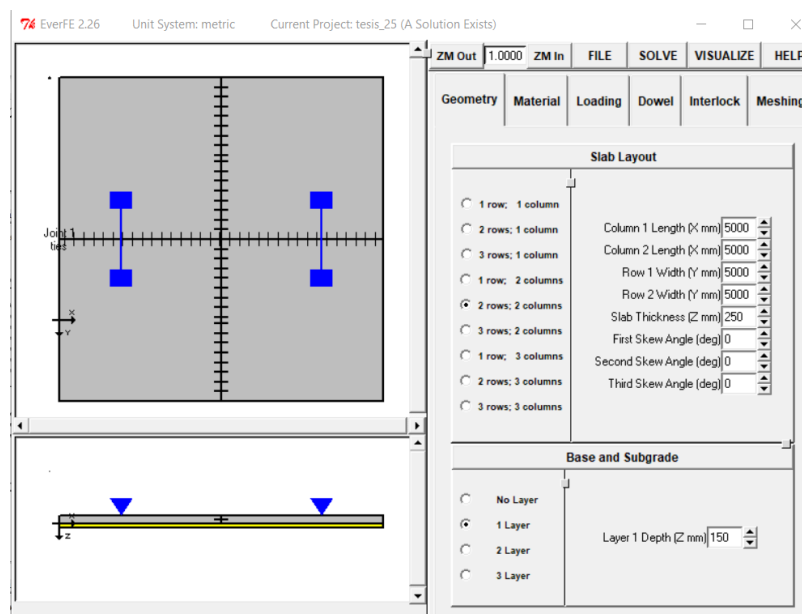 EverFE 2.26 Unit System: metric Current Project: tesis_25 (A Solution Exists)
ZM Out 1.0000 ZM In FILE SOLVE VISUALIZE HELP
Geometry Material Loading Dowel Interlock Meshing
Slab Layout
1 row; 1 column
2 rows; 1 column
3 rows; 1 column
1 row; 2 columns
2 rows; 2 columns
3 rows; 2 columns
1 row; 3 columns
2 rows; 3 columns
3 rows; 3 columns
Column 1 Length (X mm) 5000
Column 2 Length (X mm) 5000
Row 1 Width (Y mm) 5000
Row 2 Width (Y mm) 5000
Slab Thickness (Z mm) 250
First Skew Angle (deg) 0
Second Skew Angle (deg) 0
Third Skew Angle (deg) 0
Joint 1
ties
X
Y
Base and Subgrade
No Layer
1 Layer
2 Layer
3 Layer
Layer 1 Depth (Z mm) 150
X
Z